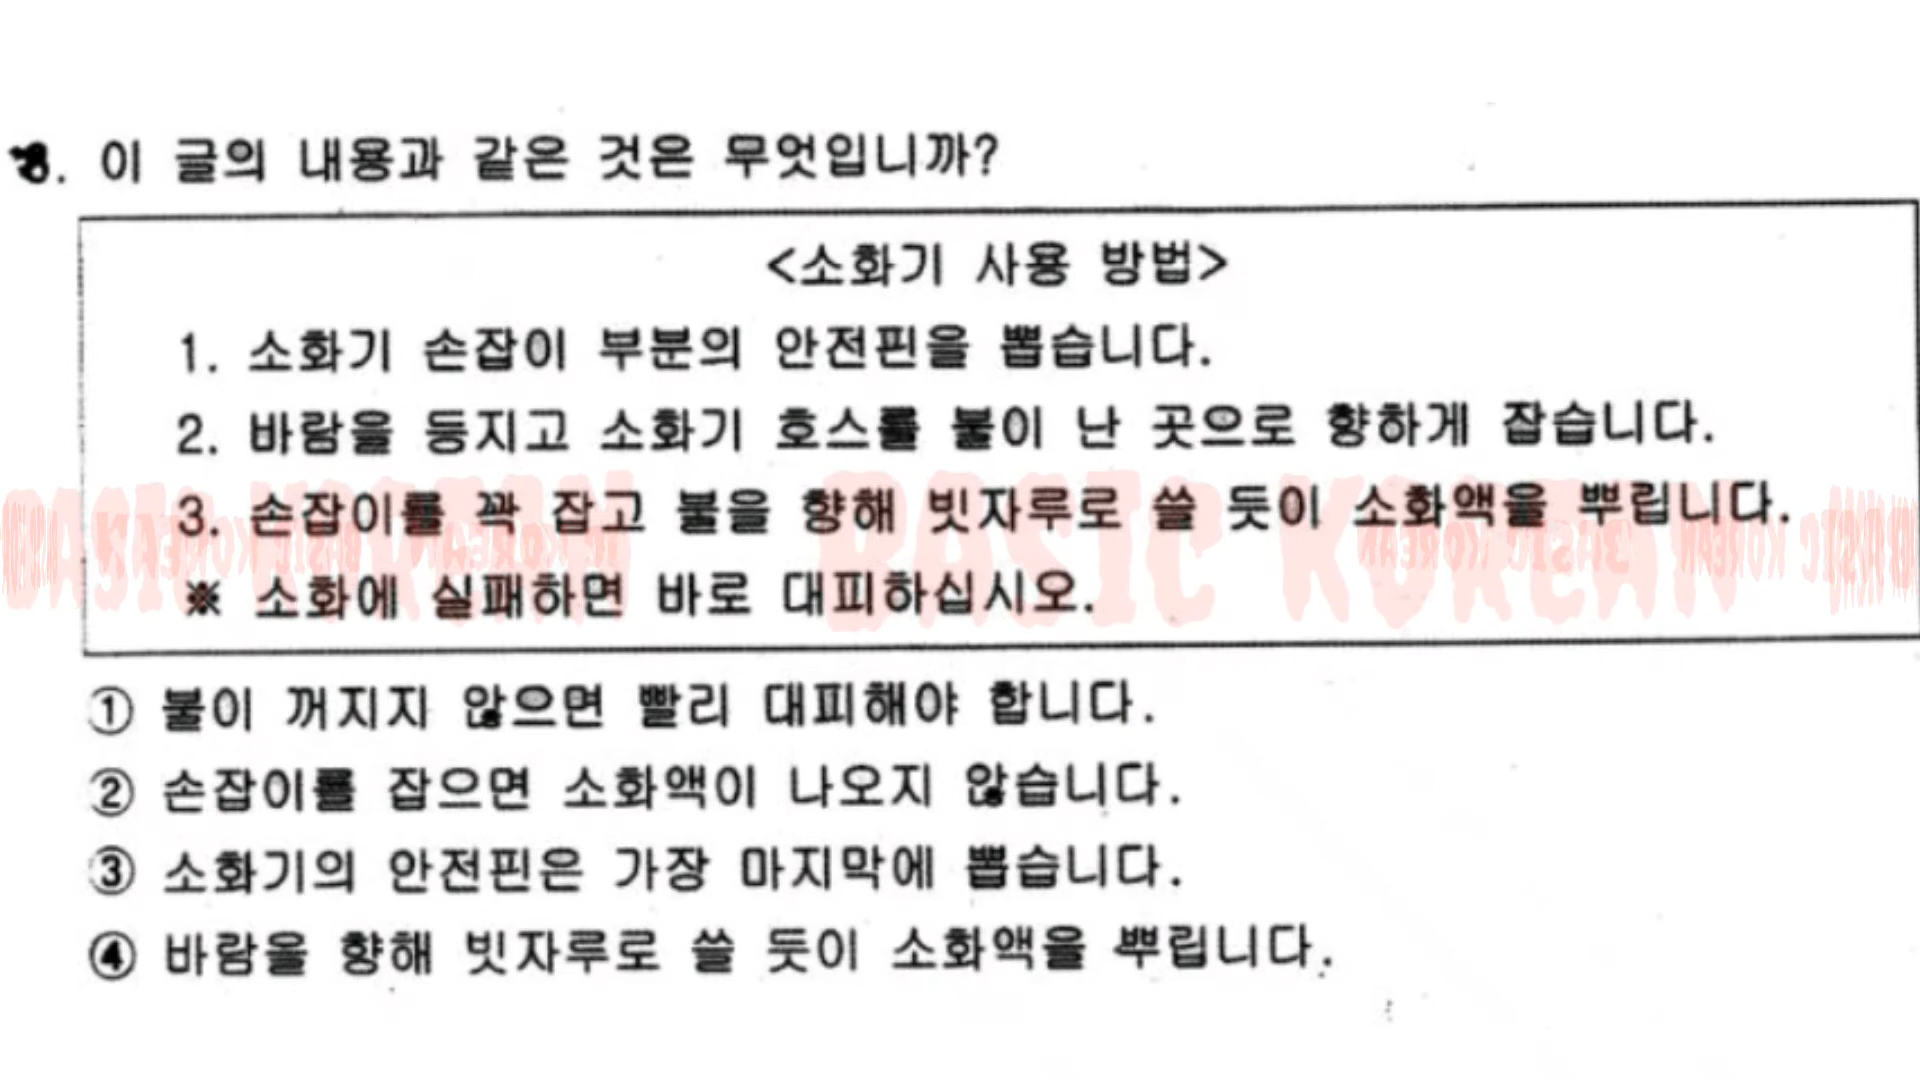 8. 이 글의 내용과 같은 것은 무엇입니까?
<소화기 사용 방법>
1. 소화기 손잡이 부분의 안전핀을 뽑습니다.
2. 바람을 등지고 소화기 호스를 불이 난 곳으로 향하게 잡습니다.
3. 손잡이를 꽉 잡고 불을 향해 빗자루로 쓸 듯이 소화액을 뿌립니다.
※ 소화에 실패하면 바로 대피하십시오.
① 불이 꺼지지 않으면 빨리 대피해야 합니다.
② 손잡이를 잡으면 소화액이 나오지 않습니다.
③ 소화기의 안전핀은 가장 마지막에 뽑습니다.
④ 바람을 향해 빗자루로 쓸 듯이 소화액을 뿌립니다.
BASIC KOREAN BASIC KOREAN